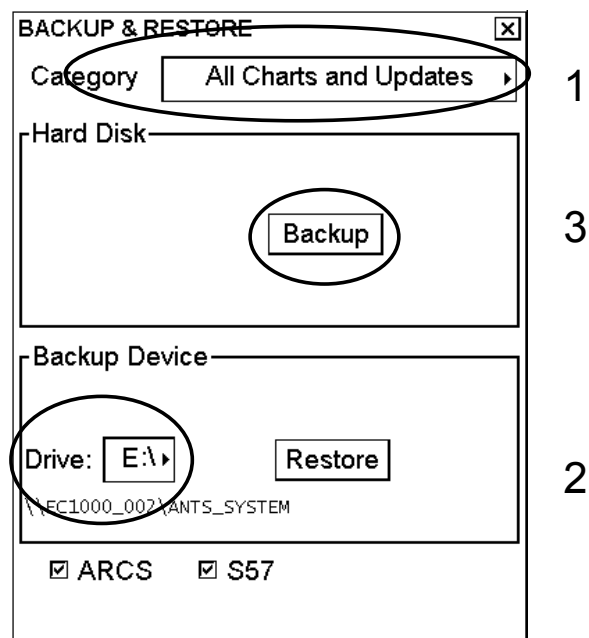 BACKUP & RESTORE
Category All Charts and Updates
1
Hard Disk
Backup
3
Backup Device
Drive: E:\ Restore
2
\\EC1000_002\ANTS_SYSTEM
ARCS S57